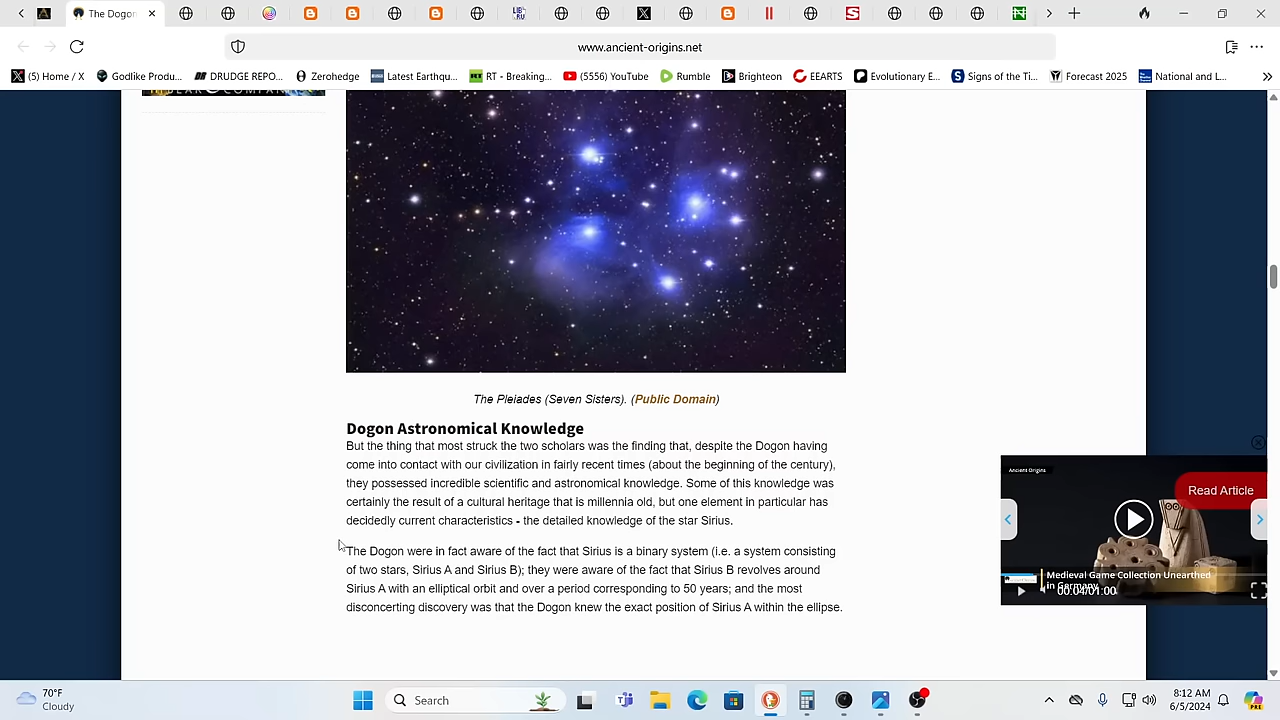 The Dogon
www.ancient-origins.net
(5) Home / X
Godlike Produ...
DRUDGE REPO...
Zerohedge
Latest Earthqu...
RT - Breaking...
(5556) YouTube
Rumble
Brighteon
EEARTS
Evolutionary E...
Signs of the Ti...
Forecast 2025
National and L...
The Pleiades (Seven Sisters). (Public Domain)
Dogon Astronomical Knowledge
But the thing that most struck the two scholars was the finding that, despite the Dogon having
come into contact with our civilization in fairly recent times (about the beginning of the century),
they possessed incredible scientific and astronomical knowledge. Some of this knowledge was
certainly the result of a cultural heritage that is millennia old, but one element in particular has
decidedly current characteristics - the detailed knowledge of the star Sirius.
The Dogon were in fact aware of the fact that Sirius is a binary system (i.e. a system consisting
of two stars, Sirius A and Sirius B); they were aware of the fact that Sirius B revolves around
Sirius A with an elliptical orbit and over a period corresponding to 50 years; and the most
disconcerting discovery was that the Dogon knew the exact position of Sirius A within the ellipse.
Ancient Origins
Read Article
Medieval Game Collection Unearthed
in Germany
00:04/01:00
70°F
Cloudy
Search
8:12 AM
6/5/2024